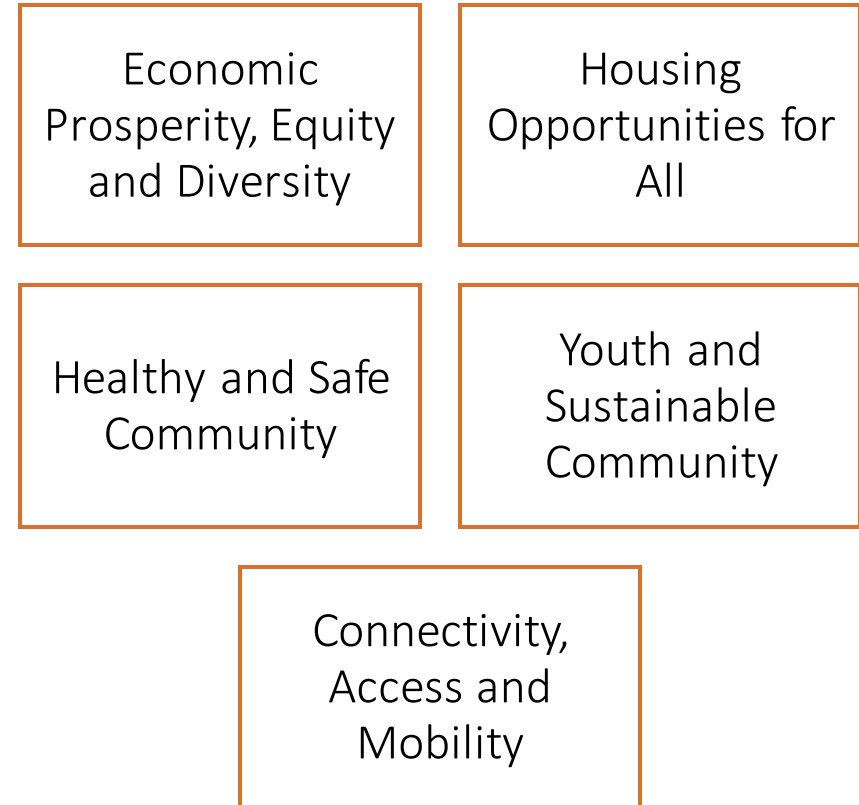 Economic
Prosperity, Equity
and Diversity
Housing
Opportunities for
All
Healthy and Safe
Community
Youth and
Sustainable
Community
Connectivity,
Access and
Mobility